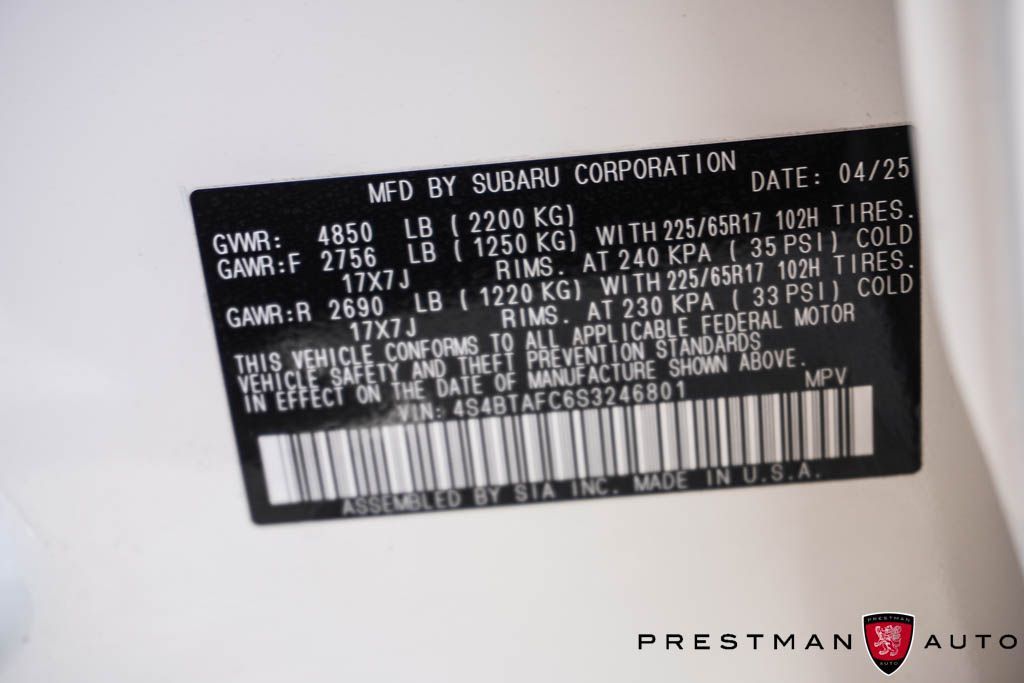 MFD BY SUBARU CORPORATION DATE: 04/25
GVWR: 4850 LB ( 2200 KG)
GAWR:F 2756 LB ( 1250 KG) WITH 225/65R17 102H TIRES.
17X7J RIMS. AT 240 KPA ( 35 PSI) COLD
GAWR:R 2690 LB ( 1220 KG) WITH 225/65R17 102H TIRES.
17X7J RIMS. AT 230 KPA ( 33 PSI) COLD
THIS VEHICLE CONFORMS TO ALL APPLICABLE FEDERAL MOTOR
VEHICLE SAFETY AND THEFT PREVENTION STANDARDS
IN EFFECT ON THE DATE OF MANUFACTURE SHOWN ABOVE.
VIN: 4S4BTAFC6S3246801 MPV
ASSEMBLED BY SIA INC. MADE IN U.S.A.
PRESTMAN PRESTMAN AUTO AUTO